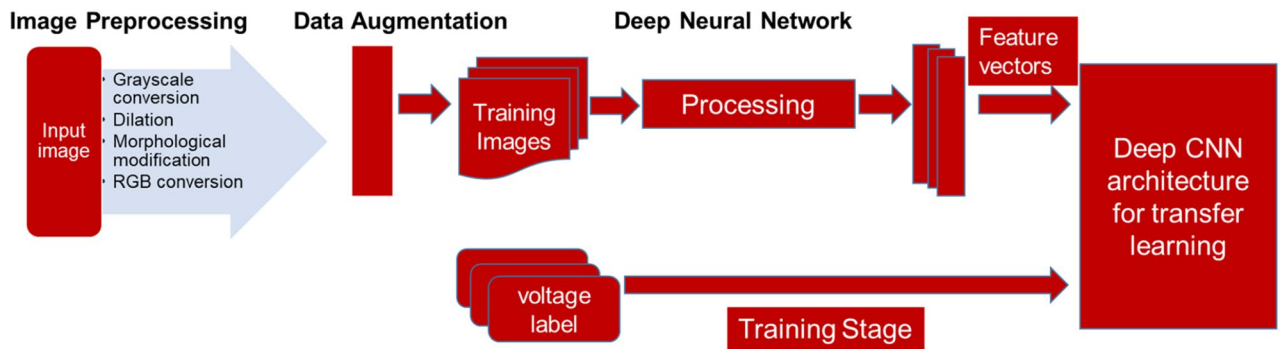 Image Preprocessing
Data Augmentation
Deep Neural Network
Input
image
• Grayscale
conversion
• Dilation
• Morphological
modification
• RGB conversion
Training
Images
Processing
Feature
vectors
Deep CNN
architecture
for transfer
learning
voltage
label
Training Stage